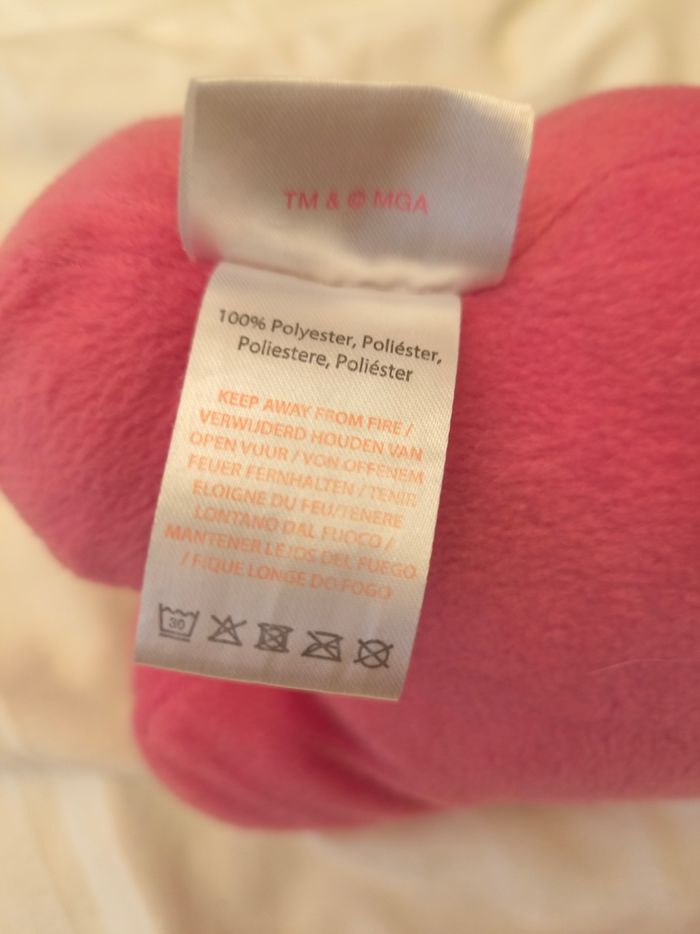 TM & © MGA
100% Polyester, Poliéster,
Poliestere, Poliéster
KEEP AWAY FROM FIRE /
VERWIJDERD HOUDEN VAN
OPEN VUUR / VON OFFENEM
FEUER FERNHALTEN / TENIR
ELOIGNE DU FEU/TENERE
LONTANO DAL FUOCO /
MANTENER LEJOS DEL FUEGO
/ FIQUE LONGE DO FOGO
30